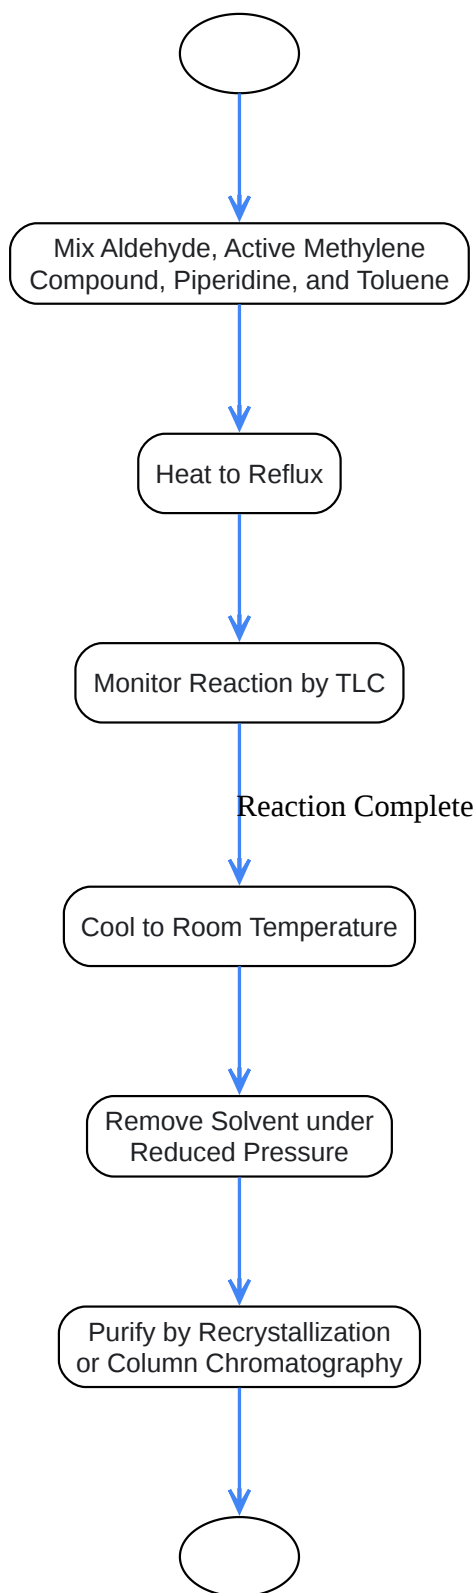 Mix Aldehyde, Active Methylene
Compound, Piperidine, and Toluene
Heat to Reflux
Monitor Reaction by TLC
Reaction Complete
Cool to Room Temperature
Remove Solvent under
Reduced Pressure
Purify by Recrystallization
or Column Chromatography